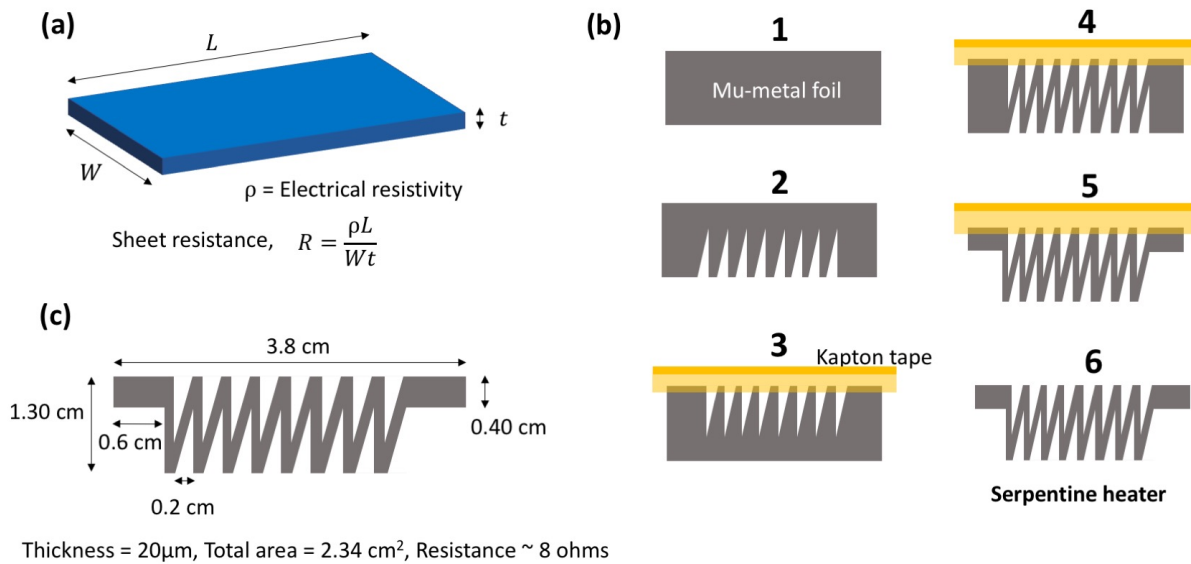 (a)
L
t
W
ρ = Electrical resistivity
Sheet resistance, R = ρL / Wt
(b)
1
Mu-metal foil
2
3
Kapton tape
4
5
6
Serpentine heater
(c)
3.8 cm
1.30 cm
0.6 cm
0.40 cm
0.2 cm
Thickness = 20μm, Total area = 2.34 cm², Resistance ~ 8 ohms